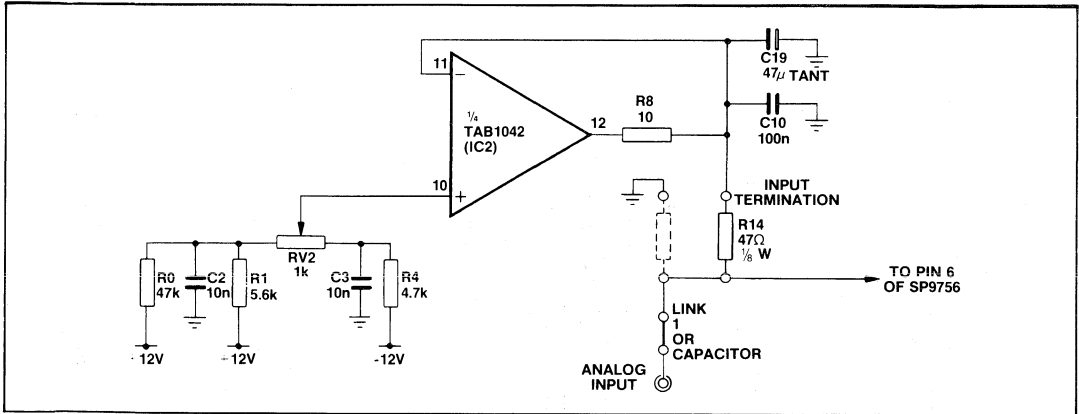 11
−
¼
TAB1042
(IC2)
10
+
12
R8
10
C19
47μ TANT
C10
100n
INPUT
TERMINATION
R14
47Ω
⅛ W
TO PIN 6
OF SP9756
LINK
1
OR
CAPACITOR
ANALOG
INPUT
RV2
1k
R0
47k
C2
10n
R1
5.6k
C3
10n
R4
4.7k
+12V
+12V
-12V